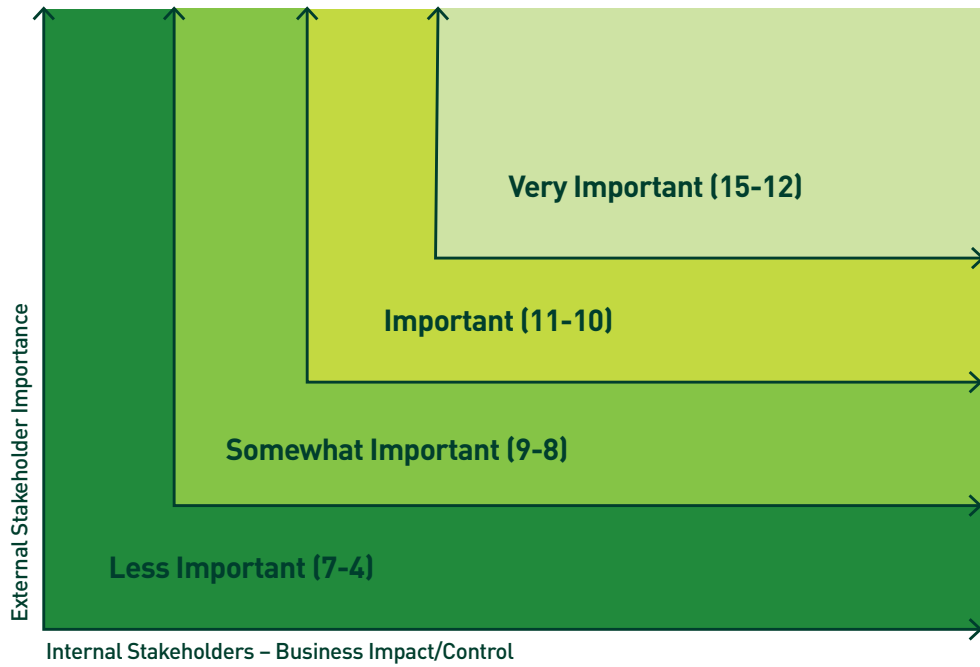 Very Important (15-12)
Important (11-10)
Somewhat Important (9-8)
Less Important (7-4)
External Stakeholder Importance
Internal Stakeholders – Business Impact/Control